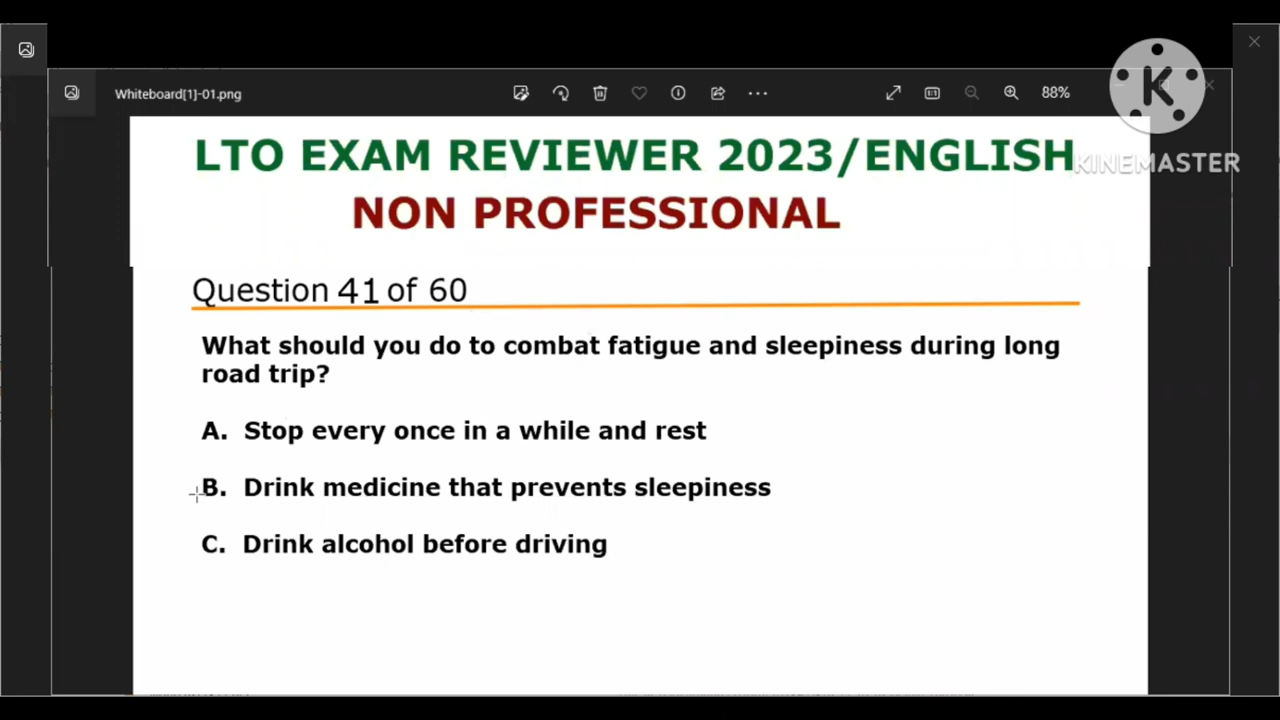 Whiteboard[1]-01.png
88%
K
KINEMASTER
LTO EXAM REVIEWER 2023/ENGLISH
NON PROFESSIONAL
Question 41 of 60
What should you do to combat fatigue and sleepiness during long
road trip?
A. Stop every once in a while and rest
B. Drink medicine that prevents sleepiness
C. Drink alcohol before driving